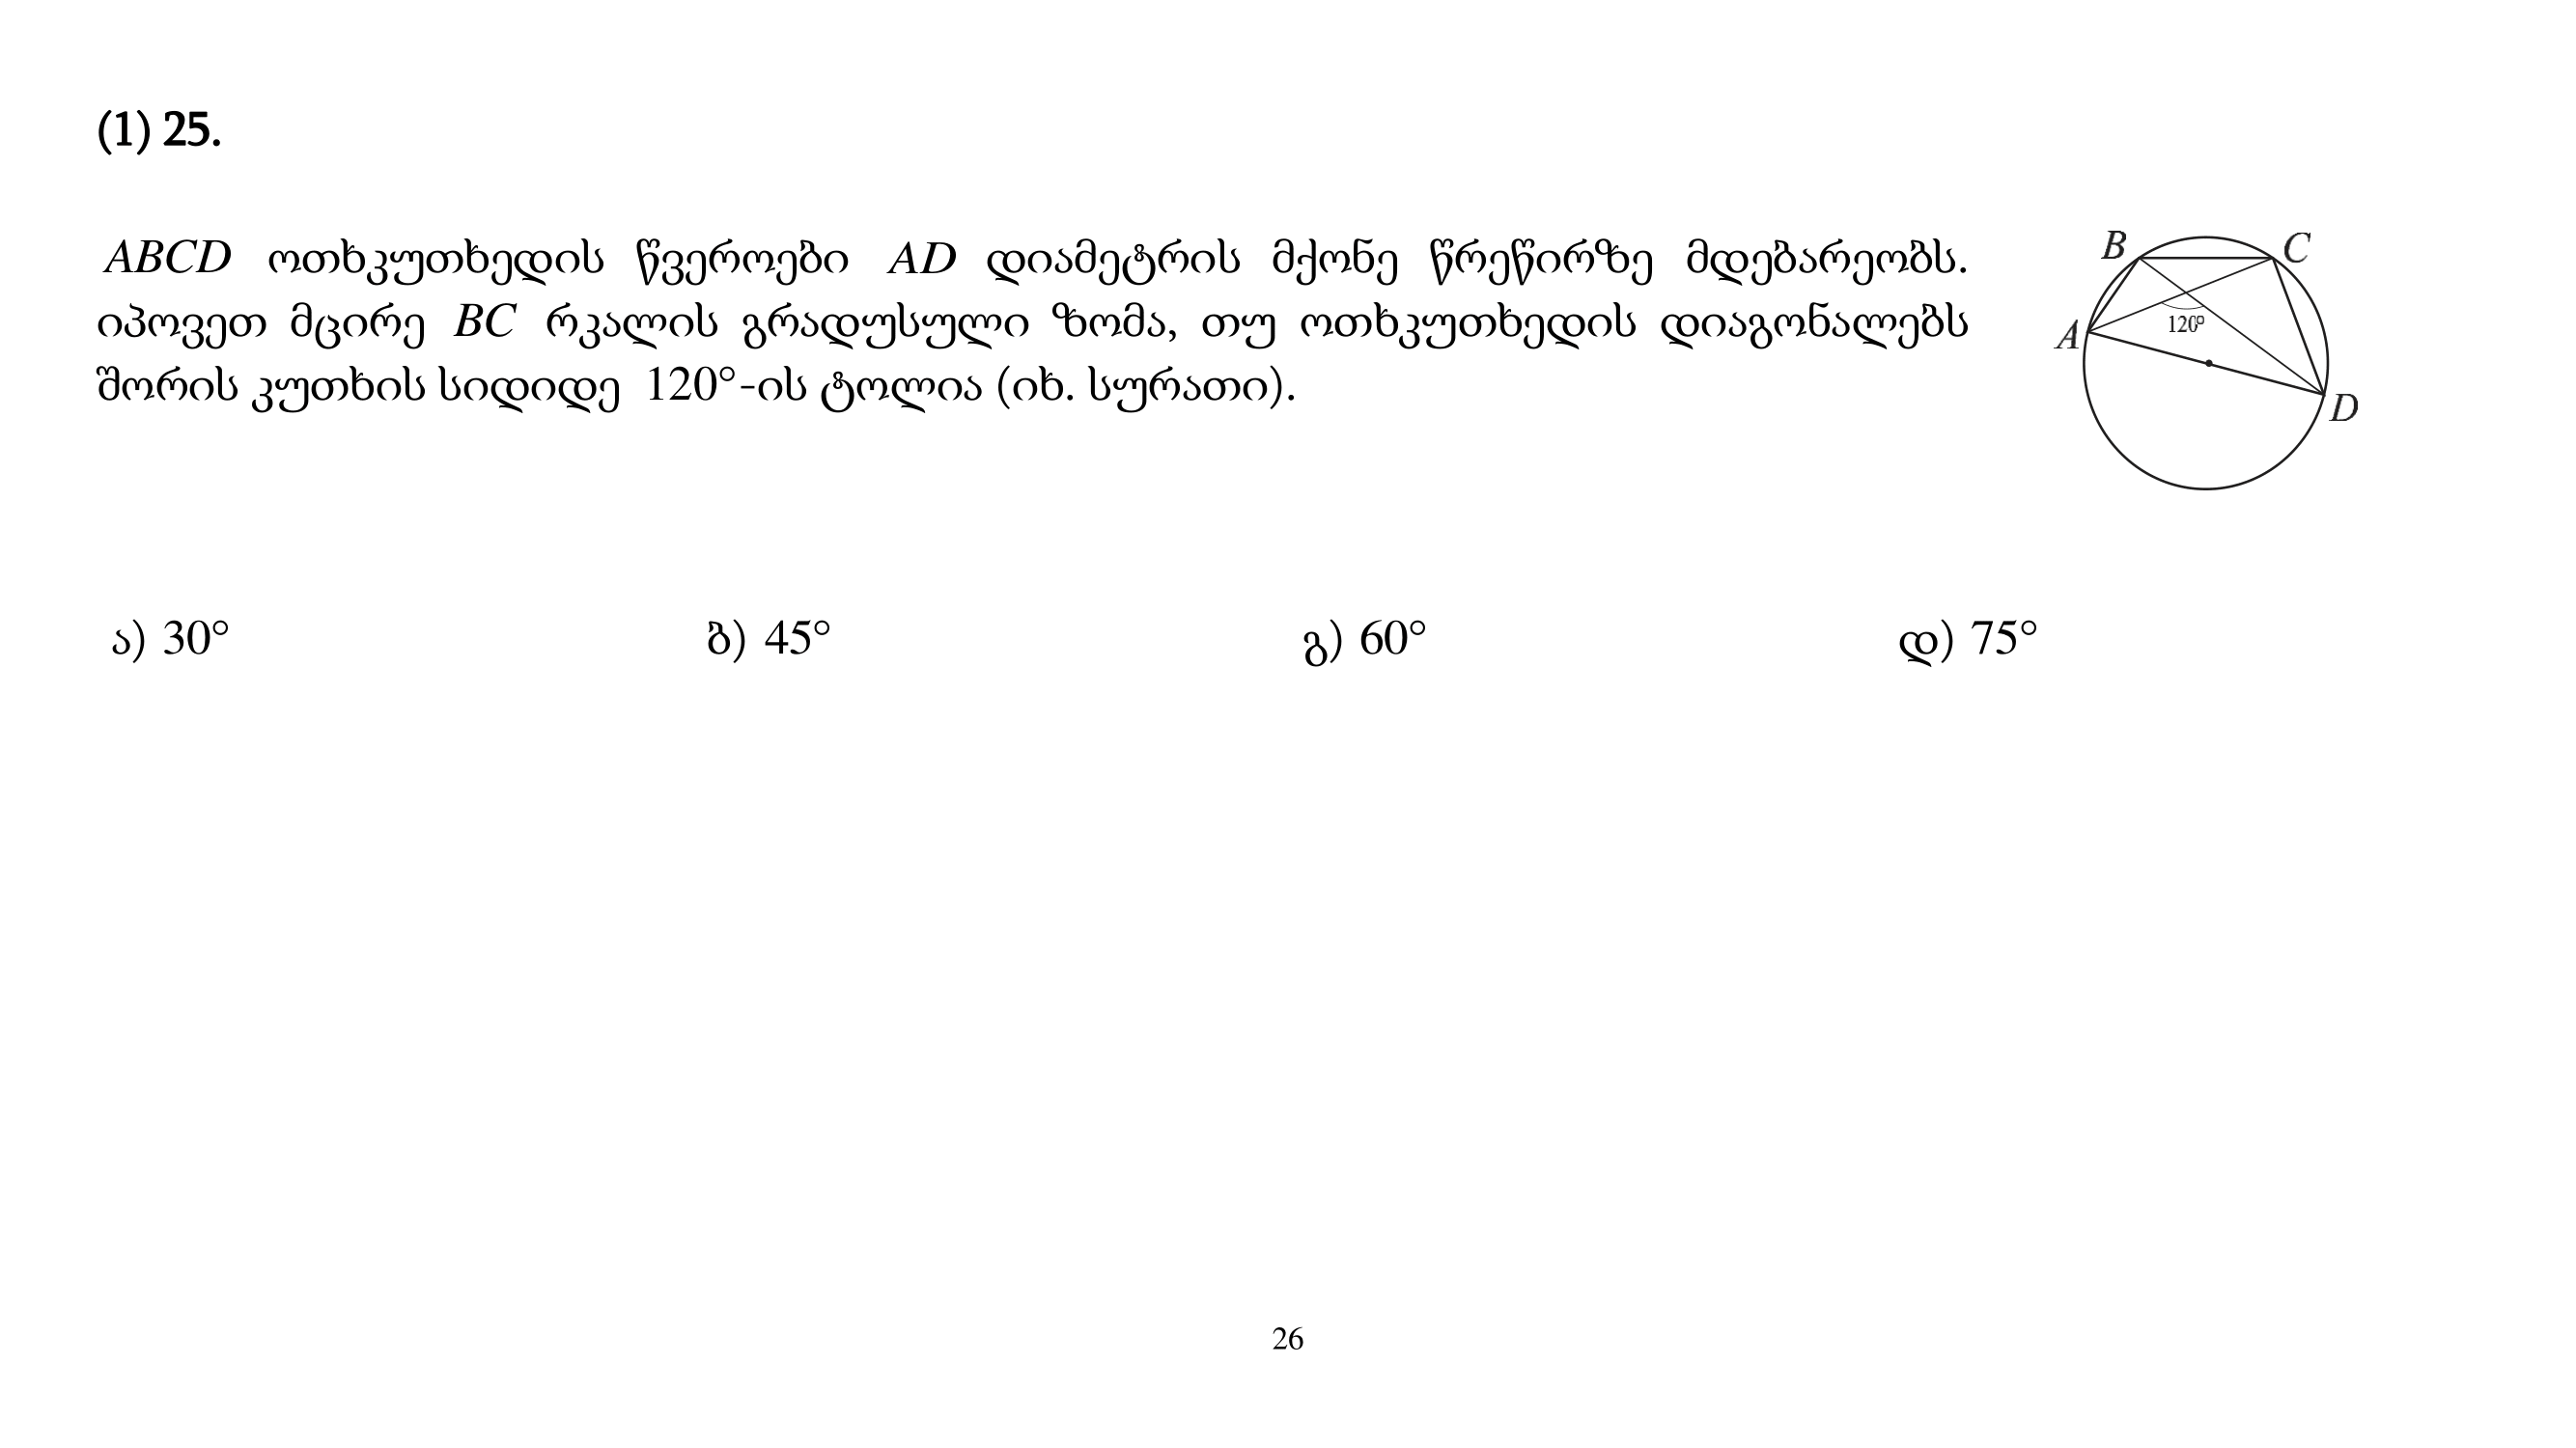 (1) 25.
ABCD ოთხკუთხედის წვეროები AD დიამეტრის მქონე წრეწირზე მდებარეობს.
იპოვეთ მცირე BC რკალის გრადუსული ზომა, თუ ოთხკუთხედის დიაგონალებს
შორის კუთხის სიდიდე 120°-ის ტოლია (იხ. სურათი).
B
C
A
120°
D
ა) 30° ბ) 45° გ) 60° დ) 75°
26